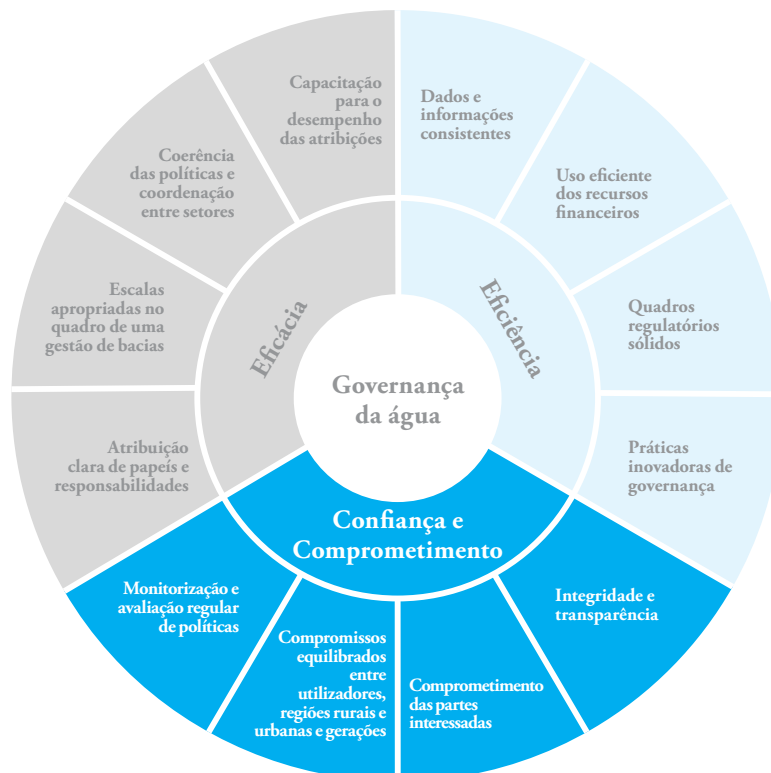 Capacitação
para o
desempenho
das atribições
Dados e
informações
consistentes
Coerência
das políticas e
coordenação
entre setores
Uso eficiente
dos recursos
financeiros
Escalas
apropriadas no
quadro de uma
gestão de bacias
Quadros
regulatórios
sólidos
Atribuição
clara de papeís e
responsabilidades
Práticas
inovadoras de
governança
Eficácia
Eficiência
Governança
da água
Confiança e
Comprometimento
Monitorização e
avaliação regular
de políticas
Compromissos
equilibrados
entre
utilizadores,
regiões rurais e
urbanas e gerações
Comprometimento
das partes
interessadas
Integridade e
transparência